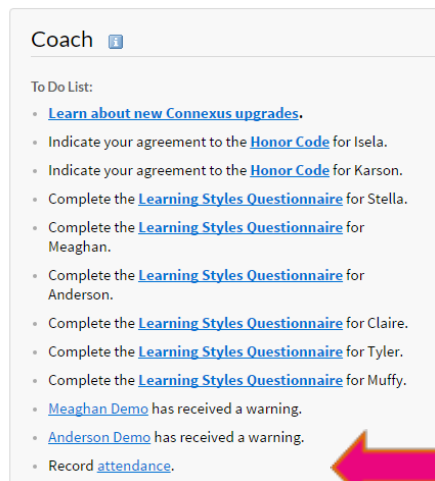 Coach
To Do List:
Learn about new Connexus upgrades.
Indicate your agreement to the Honor Code for Isela.
Indicate your agreement to the Honor Code for Karson.
Complete the Learning Styles Questionnaire for Stella.
Complete the Learning Styles Questionnaire for
Meaghan.
Complete the Learning Styles Questionnaire for
Anderson.
Complete the Learning Styles Questionnaire for Claire.
Complete the Learning Styles Questionnaire for Tyler.
Complete the Learning Styles Questionnaire for Muffy.
Meaghan Demo has received a warning.
Anderson Demo has received a warning.
Record attendance.